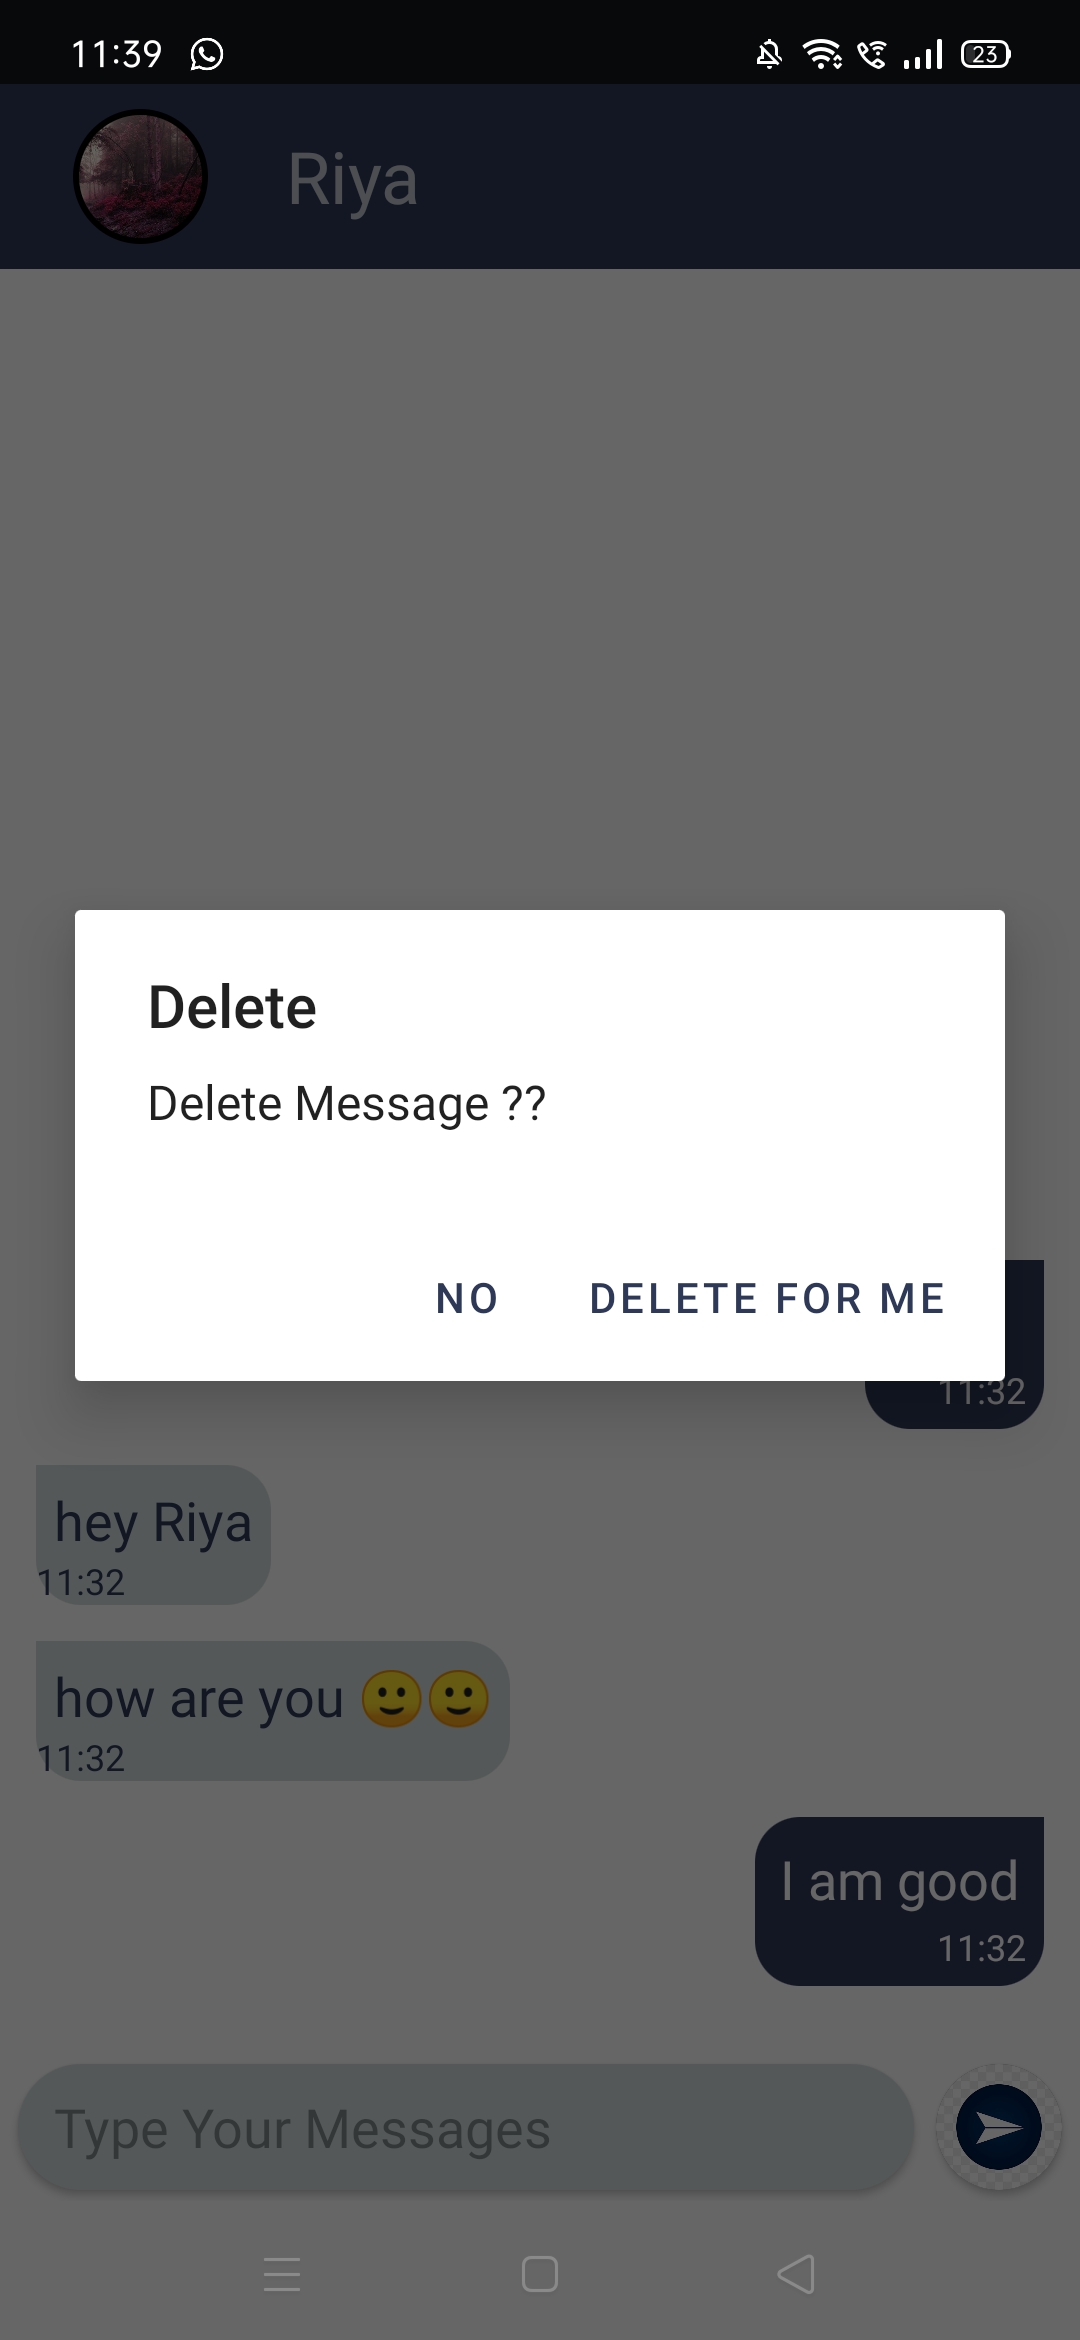 11:39
23
Riya
Delete
Delete Message ??
NO DELETE FOR ME
11:32
hey Riya
11:32
how are you 🙂🙂
11:32
I am good
11:32
Type Your Messages